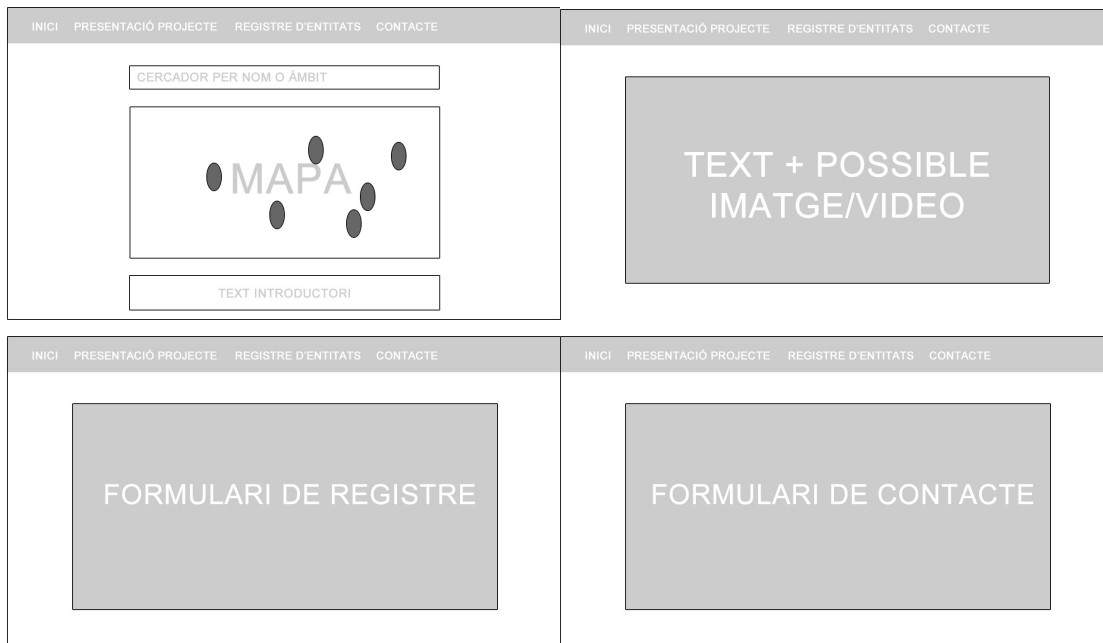 INICI PRESENTACIÓ PROJECTE REGISTRE D'ENTITATS CONTACTE
CERCADOR PER NOM O ÀMBIT
MAPA
TEXT INTRODUCTORI
INICI PRESENTACIÓ PROJECTE REGISTRE D'ENTITATS CONTACTE
TEXT + POSSIBLE
IMATGE/VIDEO
INICI PRESENTACIÓ PROJECTE REGISTRE D'ENTITATS CONTACTE
FORMULARI DE REGISTRE
INICI PRESENTACIÓ PROJECTE REGISTRE D'ENTITATS CONTACTE
FORMULARI DE CONTACTE